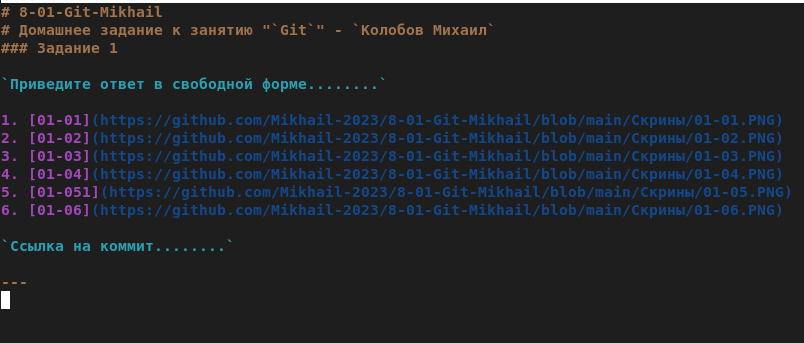 # 8-01-Git-Mikhail
# Домашнее задание к занятию "`Git`" - `Колобов Михаил`
### Задание 1
`Приведите ответ в свободной форме........`
1. [01-01](https://github.com/Mikhail-2023/8-01-Git-Mikhail/blob/main/Скрины/01-01.PNG)
2. [01-02](https://github.com/Mikhail-2023/8-01-Git-Mikhail/blob/main/Скрины/01-02.PNG)
3. [01-03](https://github.com/Mikhail-2023/8-01-Git-Mikhail/blob/main/Скрины/01-03.PNG)
4. [01-04](https://github.com/Mikhail-2023/8-01-Git-Mikhail/blob/main/Скрины/01-04.PNG)
5. [01-051](https://github.com/Mikhail-2023/8-01-Git-Mikhail/blob/main/Скрины/01-05.PNG)
6. [01-06](https://github.com/Mikhail-2023/8-01-Git-Mikhail/blob/main/Скрины/01-06.PNG)
`Ссылка на коммит........`
---